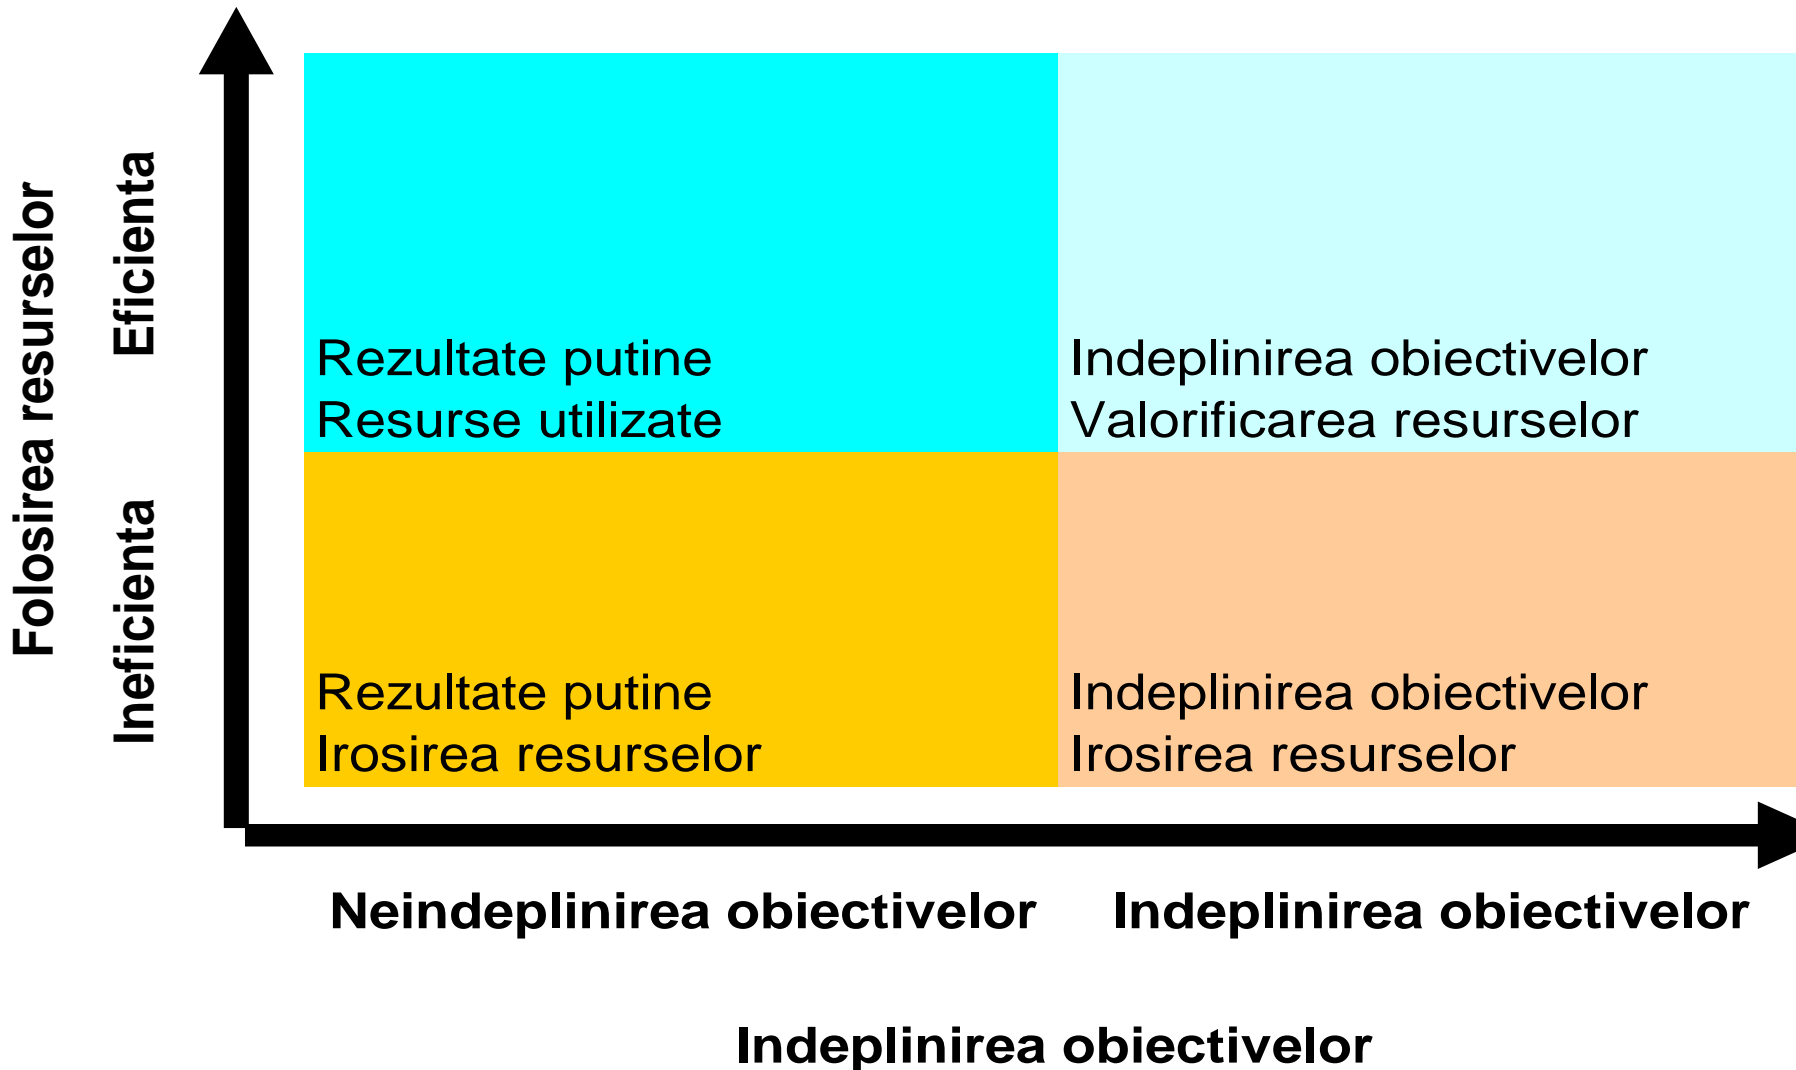 Folosirea resurselor
Eficienta
Ineficienta
Rezultate putine
Resurse utilizate
Indeplinirea obiectivelor
Valorificarea resurselor
Rezultate putine
Irosirea resurselor
Indeplinirea obiectivelor
Irosirea resurselor
Neindeplinirea obiectivelor
Indeplinirea obiectivelor
Indeplinirea obiectivelor